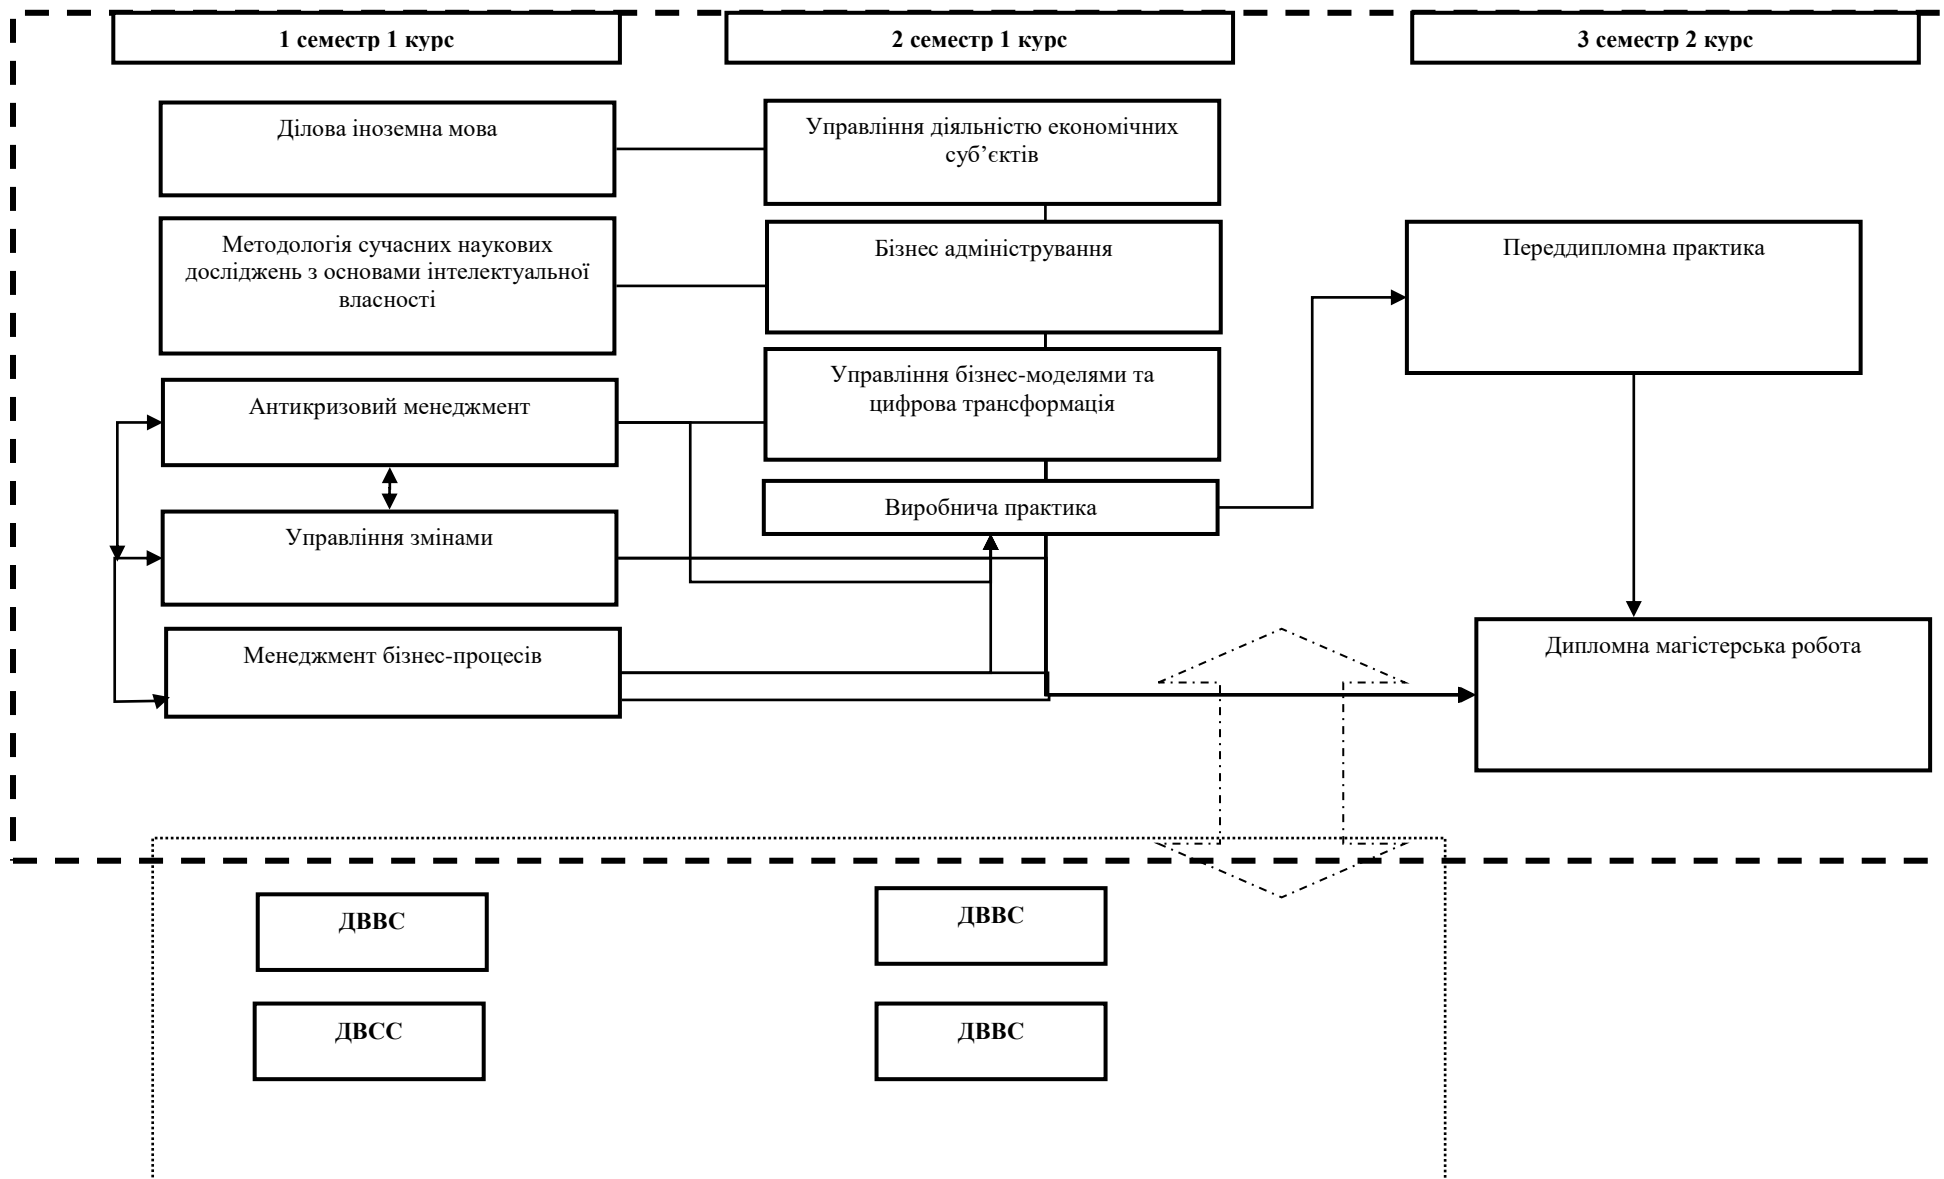 1 семестр 1 курс
2 семестр 1 курс
3 семестр 2 курс
Ділова іноземна мова
Управління діяльністю економічних
суб’єктів
Методологія сучасних наукових
досліджень з основами інтелектуальної
власності
Бізнес адміністрування
Переддипломна практика
Антикризовий менеджмент
Управління бізнес-моделями та
цифрова трансформація
Виробнича практика
Управління змінами
Менеджмент бізнес-процесів
Дипломна магістерська робота
ДВВС
ДВВС
ДВСС
ДВВС